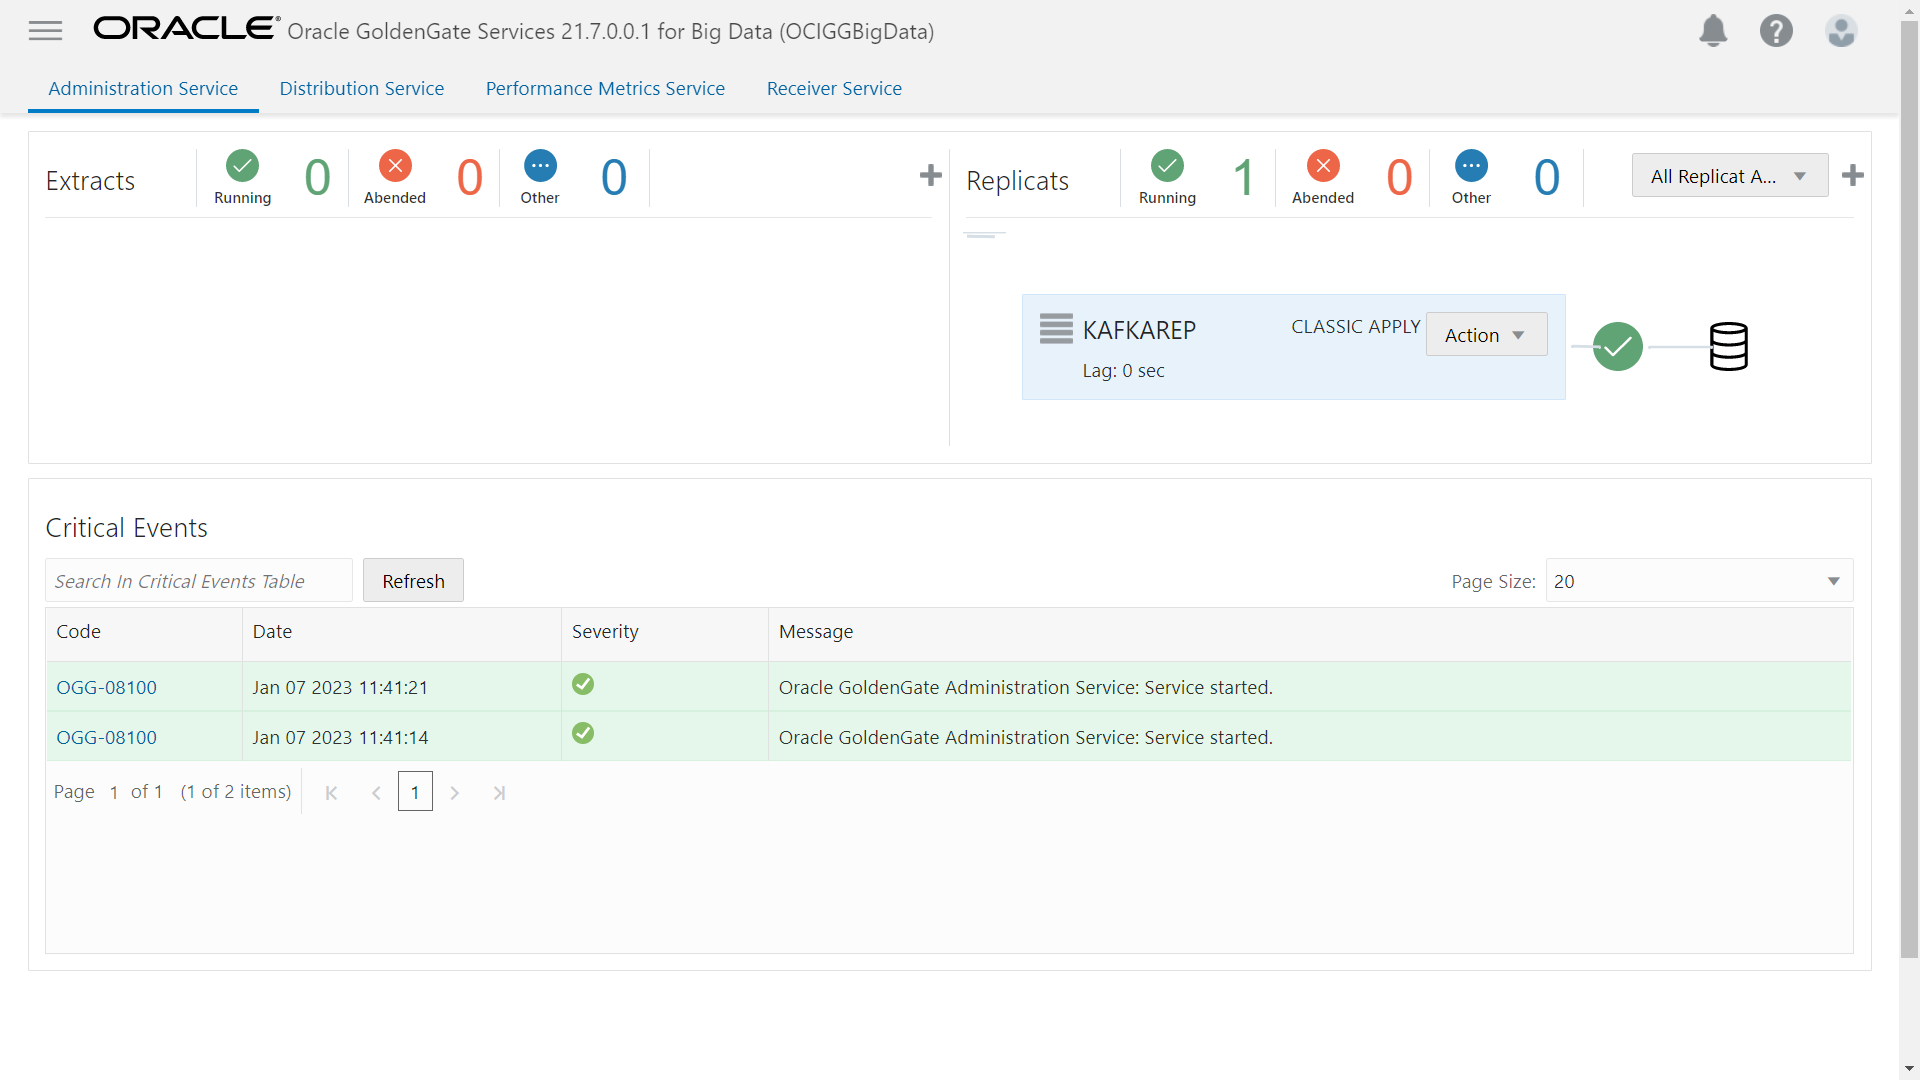 ORACLE® Oracle GoldenGate Services 21.7.0.0.1 for Big Data (OCIGGBigData)
Administration Service Distribution Service Performance Metrics Service Receiver Service
Extracts Running 0 Abended 0 Other 0
Replicats Running 1 Abended 0 Other 0 All Replicat A...
KAFKAREP CLASSIC APPLY Action
Lag: 0 sec
Critical Events
Search In Critical Events Table Refresh Page Size: 20
Code Date Severity Message
OGG-08100 Jan 07 2023 11:41:21 Oracle GoldenGate Administration Service: Service started.
OGG-08100 Jan 07 2023 11:41:14 Oracle GoldenGate Administration Service: Service started.
Page 1 of 1 (1 of 2 items) 1